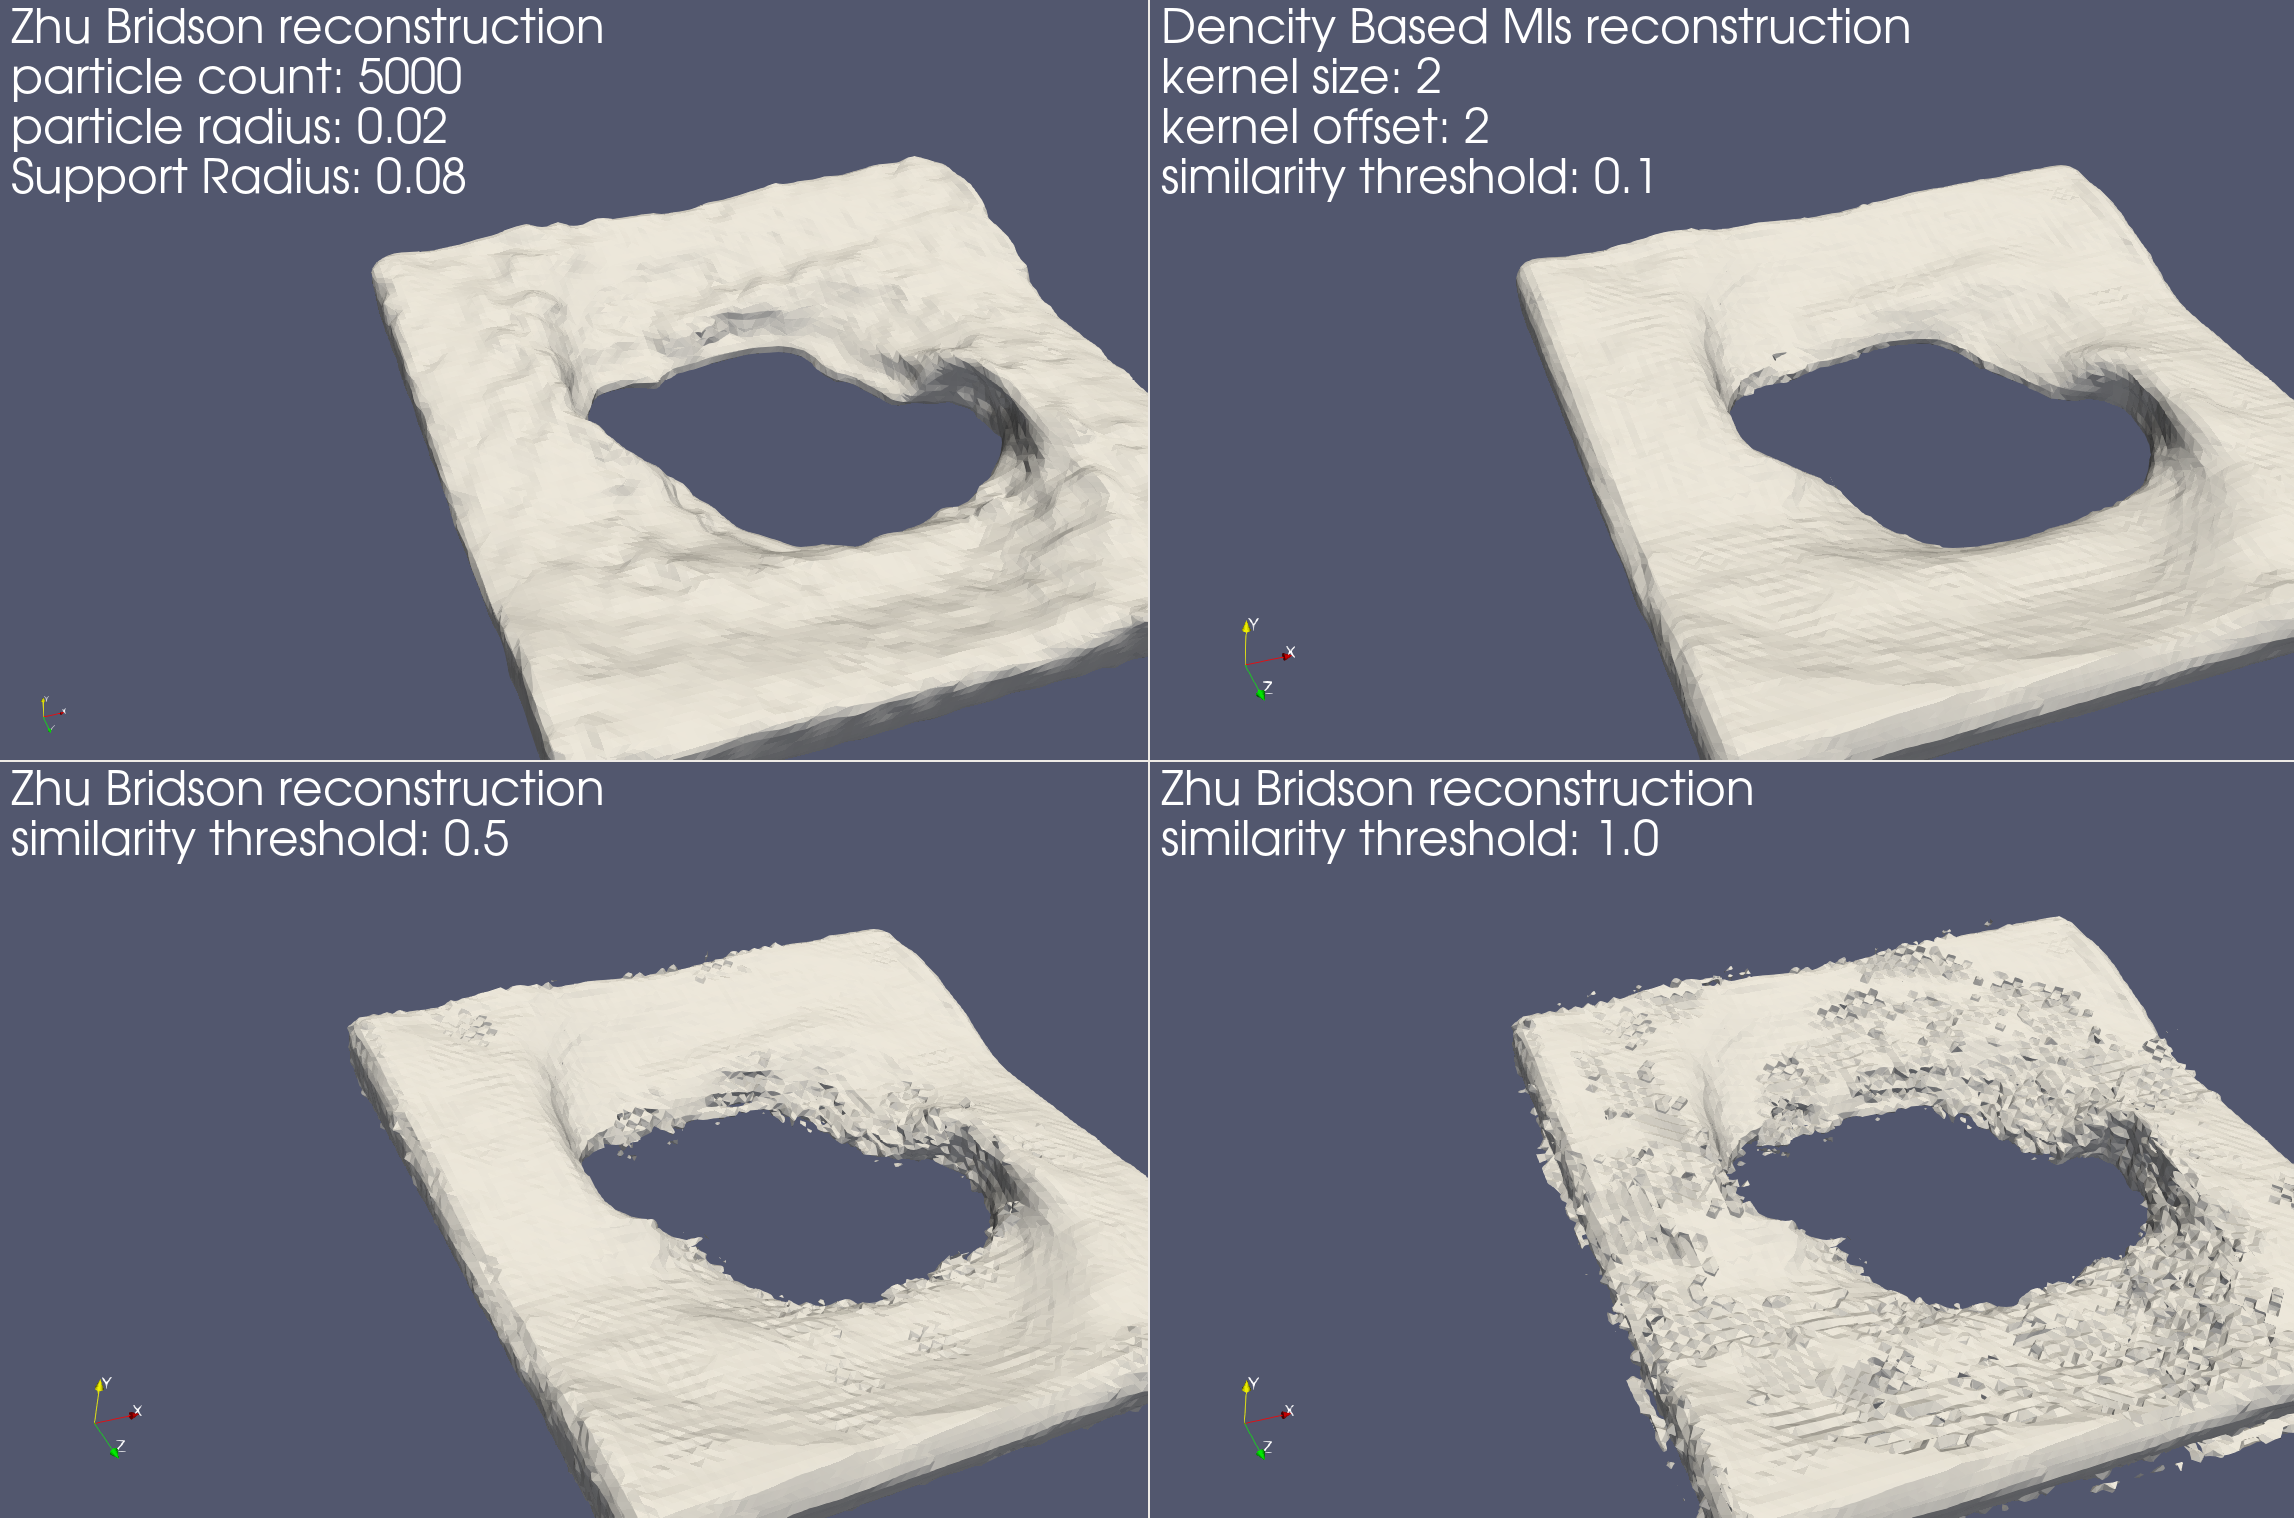 Zhu Bridson reconstruction
particle count: 5000
particle radius: 0.02
Support Radius: 0.08
Dencity Based Mls reconstruction
kernel size: 2
kernel offset: 2
similarity threshold: 0.1
Y
X
Z
Zhu Bridson reconstruction
similarity threshold: 0.5
Y
X
Z
Zhu Bridson reconstruction
similarity threshold: 1.0
Y
X
Z